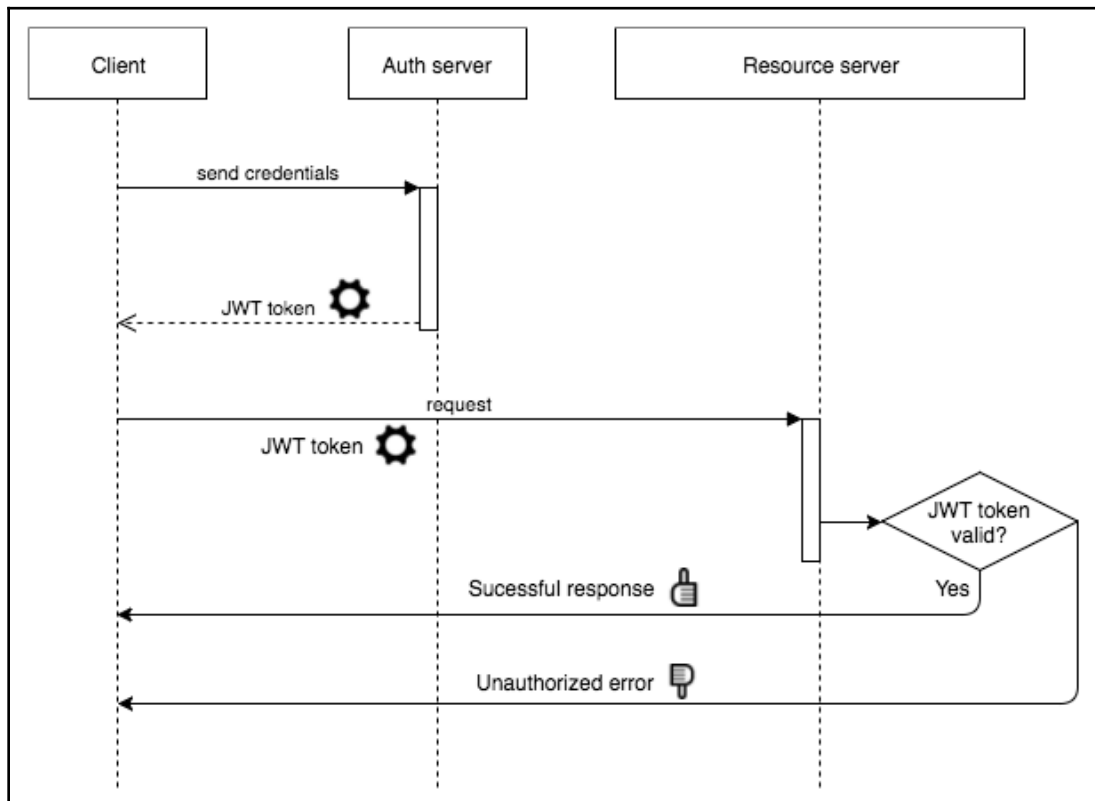 Client
Auth server
Resource server
send credentials
JWT token
request
JWT token
JWT token
valid?
Sucessful response
Yes
Unauthorized error